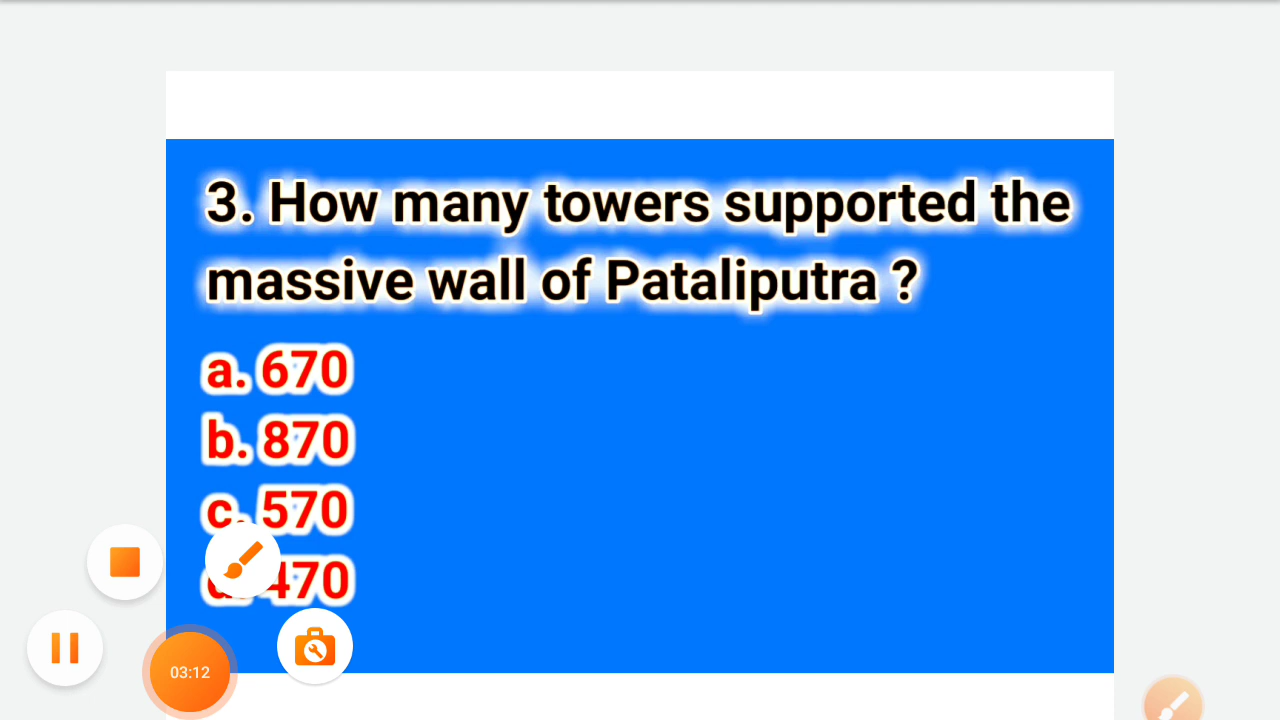 3. How many towers supported the
massive wall of Pataliputra ?
a. 670
b. 870
c. 570
470
03:12